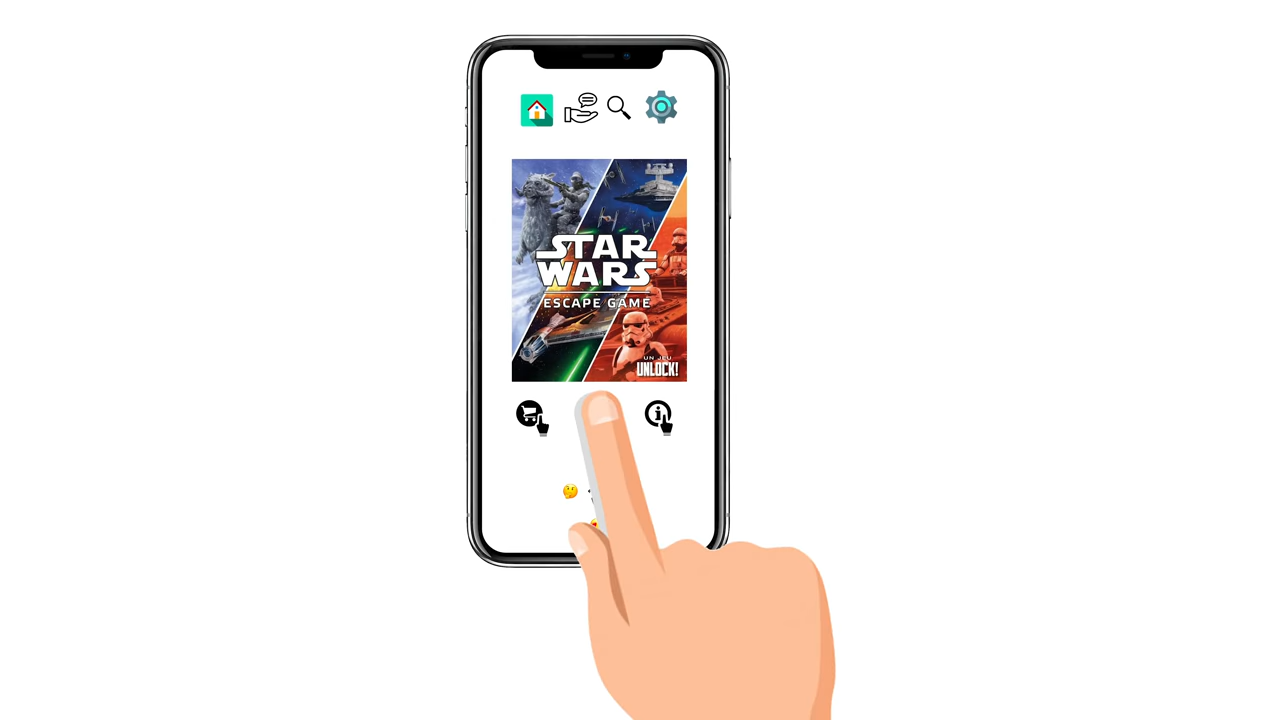 STAR
WARS
ESCAPE GAME
UN JEU
UNLOCK!